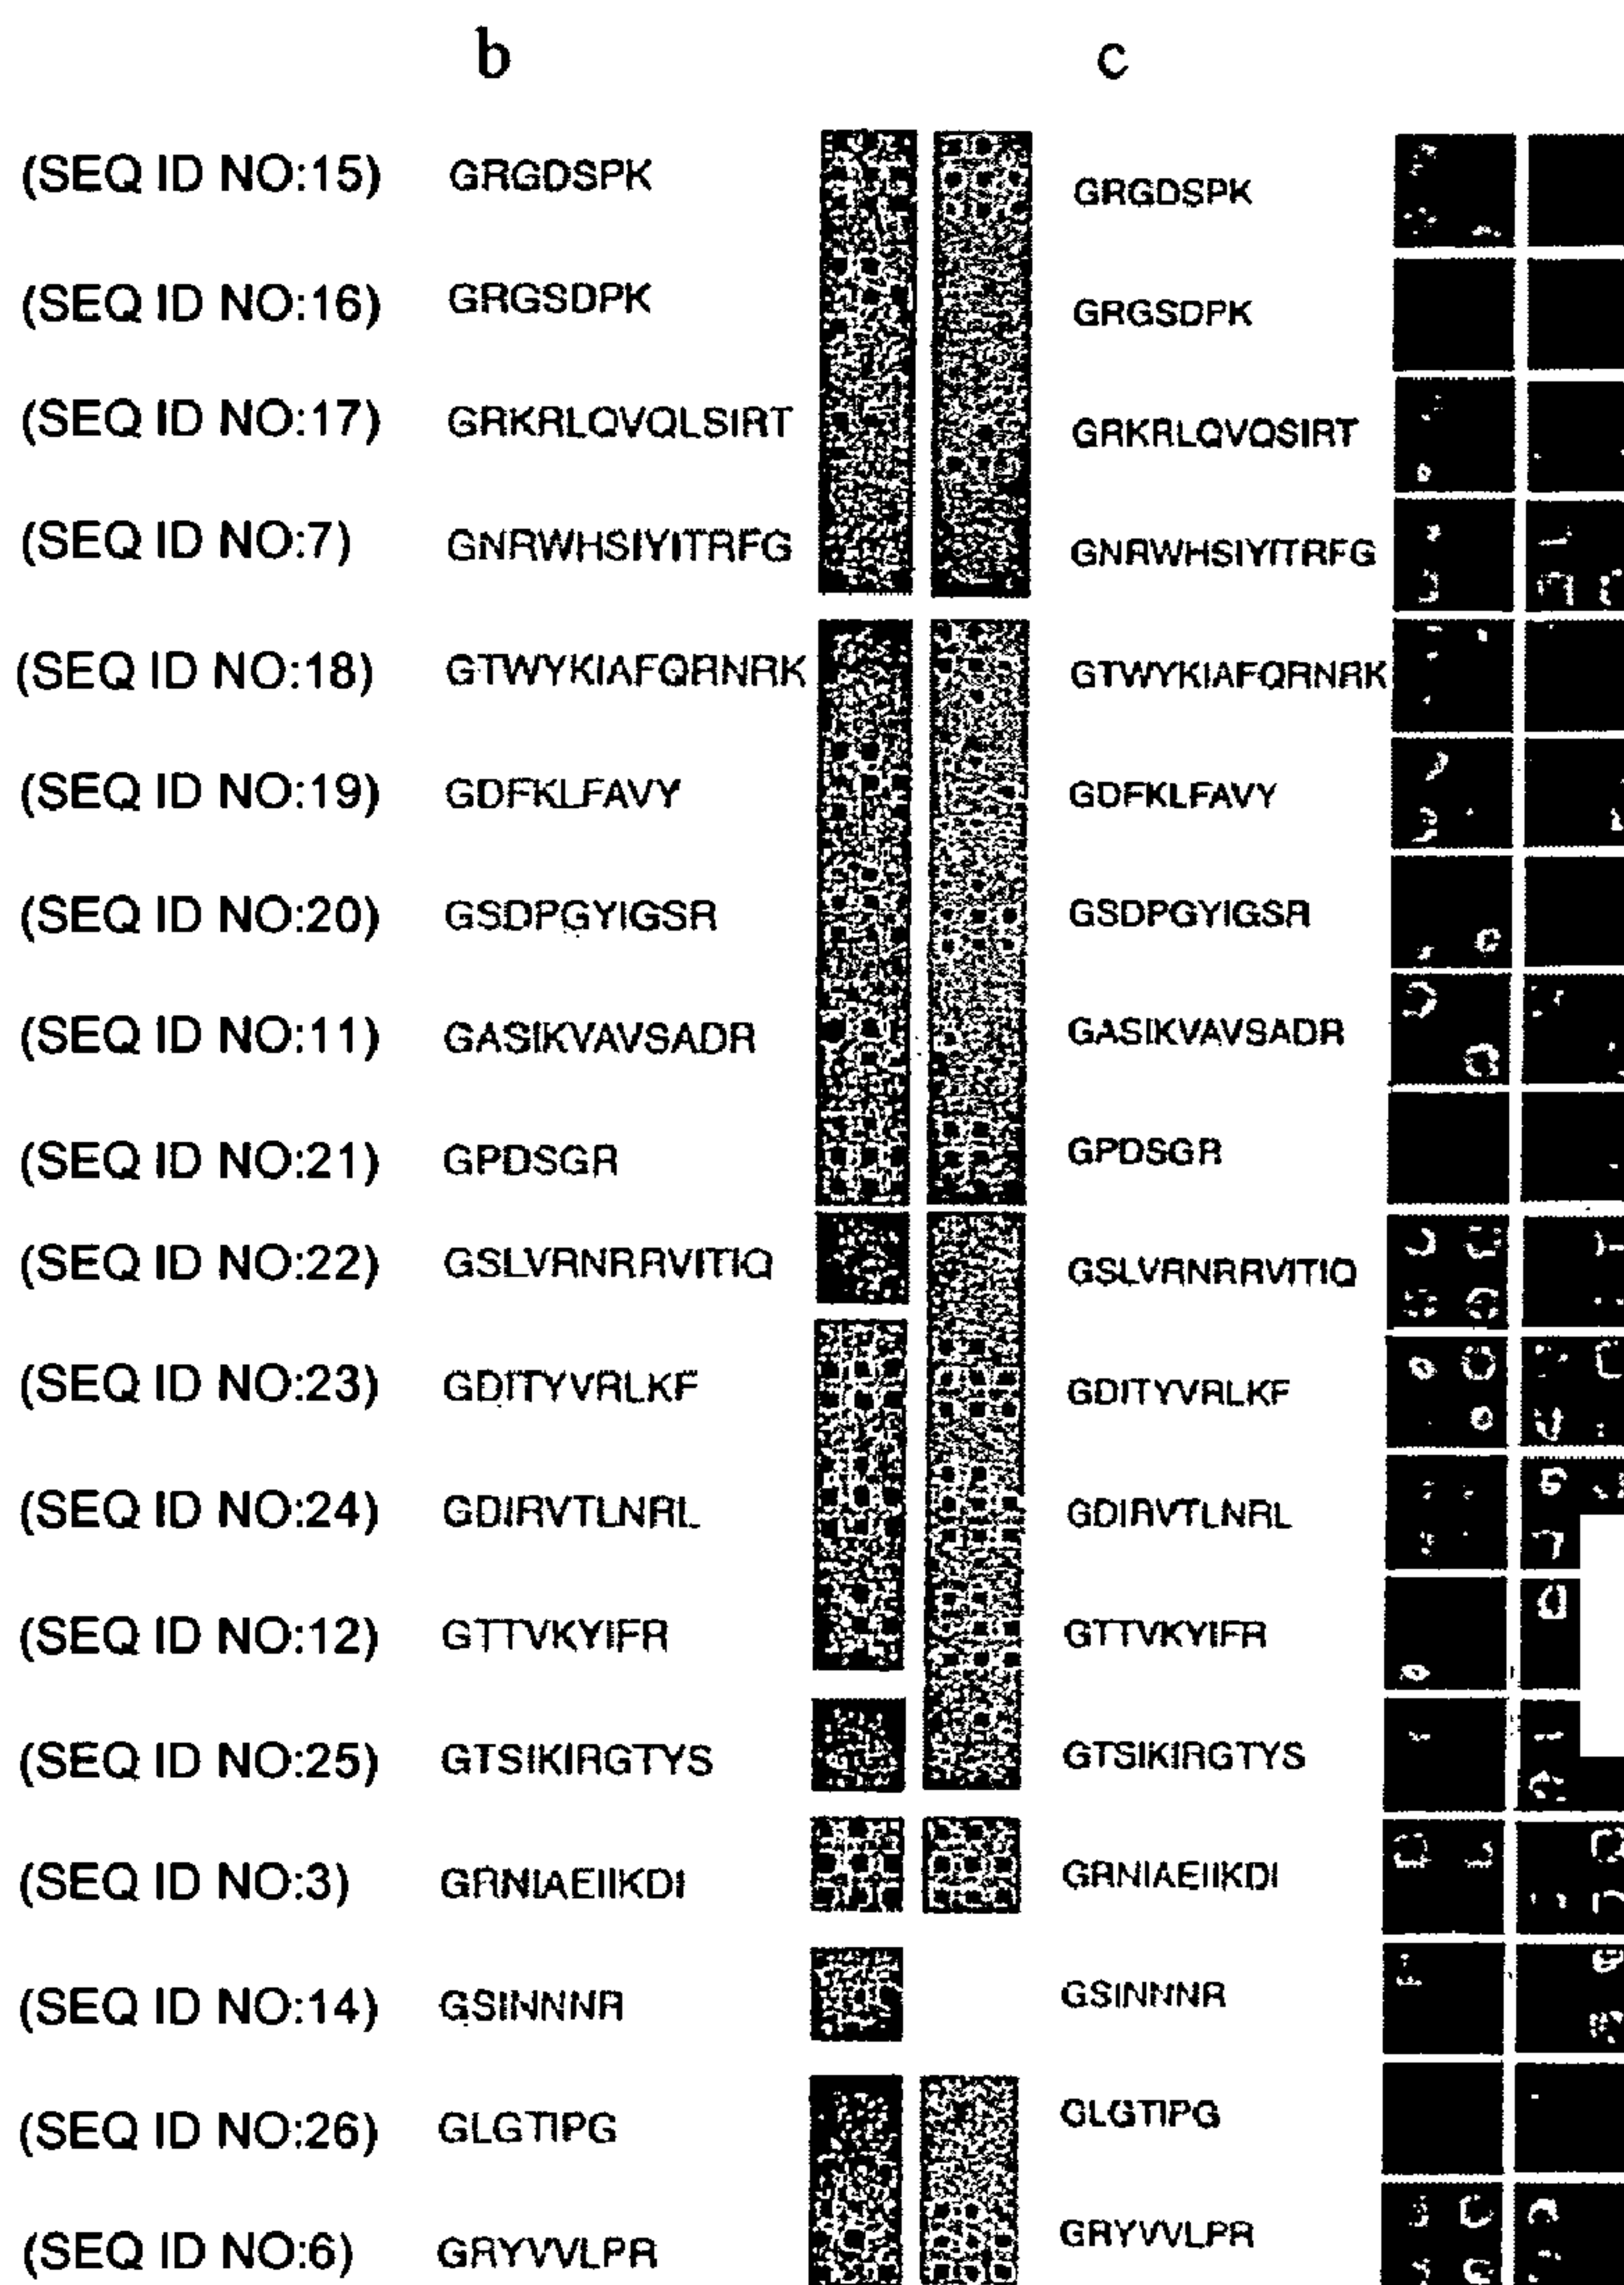 b c
(SEQ ID NO:15) GRGDSPK GRGDSPK
(SEQ ID NO:16) GRGSDPK GRGSDPK
(SEQ ID NO:17) GRKRLQVQLSIRT GRKRLQVQSIRT
(SEQ ID NO:7) GNRWHSIYITRFG GNRWHSIYITRFG
(SEQ ID NO:18) GTWYKIAFQRNRK GTWYKIAFQRNRK
(SEQ ID NO:19) GDFKLFAVY GDFKLFAVY
(SEQ ID NO:20) GSDPGYIGSR GSDPGYIGSR
(SEQ ID NO:11) GASIKVAVSADR GASIKVAVSADR
(SEQ ID NO:21) GPDSGR GPDSGR
(SEQ ID NO:22) GSLVRNRRVITIQ GSLVRNRRVITIQ
(SEQ ID NO:23) GDITYVRLKF GDITYVRLKF
(SEQ ID NO:24) GDIRVTLNRL GDIRVTLNRL
(SEQ ID NO:12) GTTVKYIFR GTTVKYIFR
(SEQ ID NO:25) GTSIKIRGTYS GTSIKIRGTYS
(SEQ ID NO:3) GRNIAEIIKDI GRNIAEIIKDI
(SEQ ID NO:14) GSINNNR GSINNNR
(SEQ ID NO:26) GLGTIPG GLGTIPG
(SEQ ID NO:6) GRYVVLPR GRYVVLPR